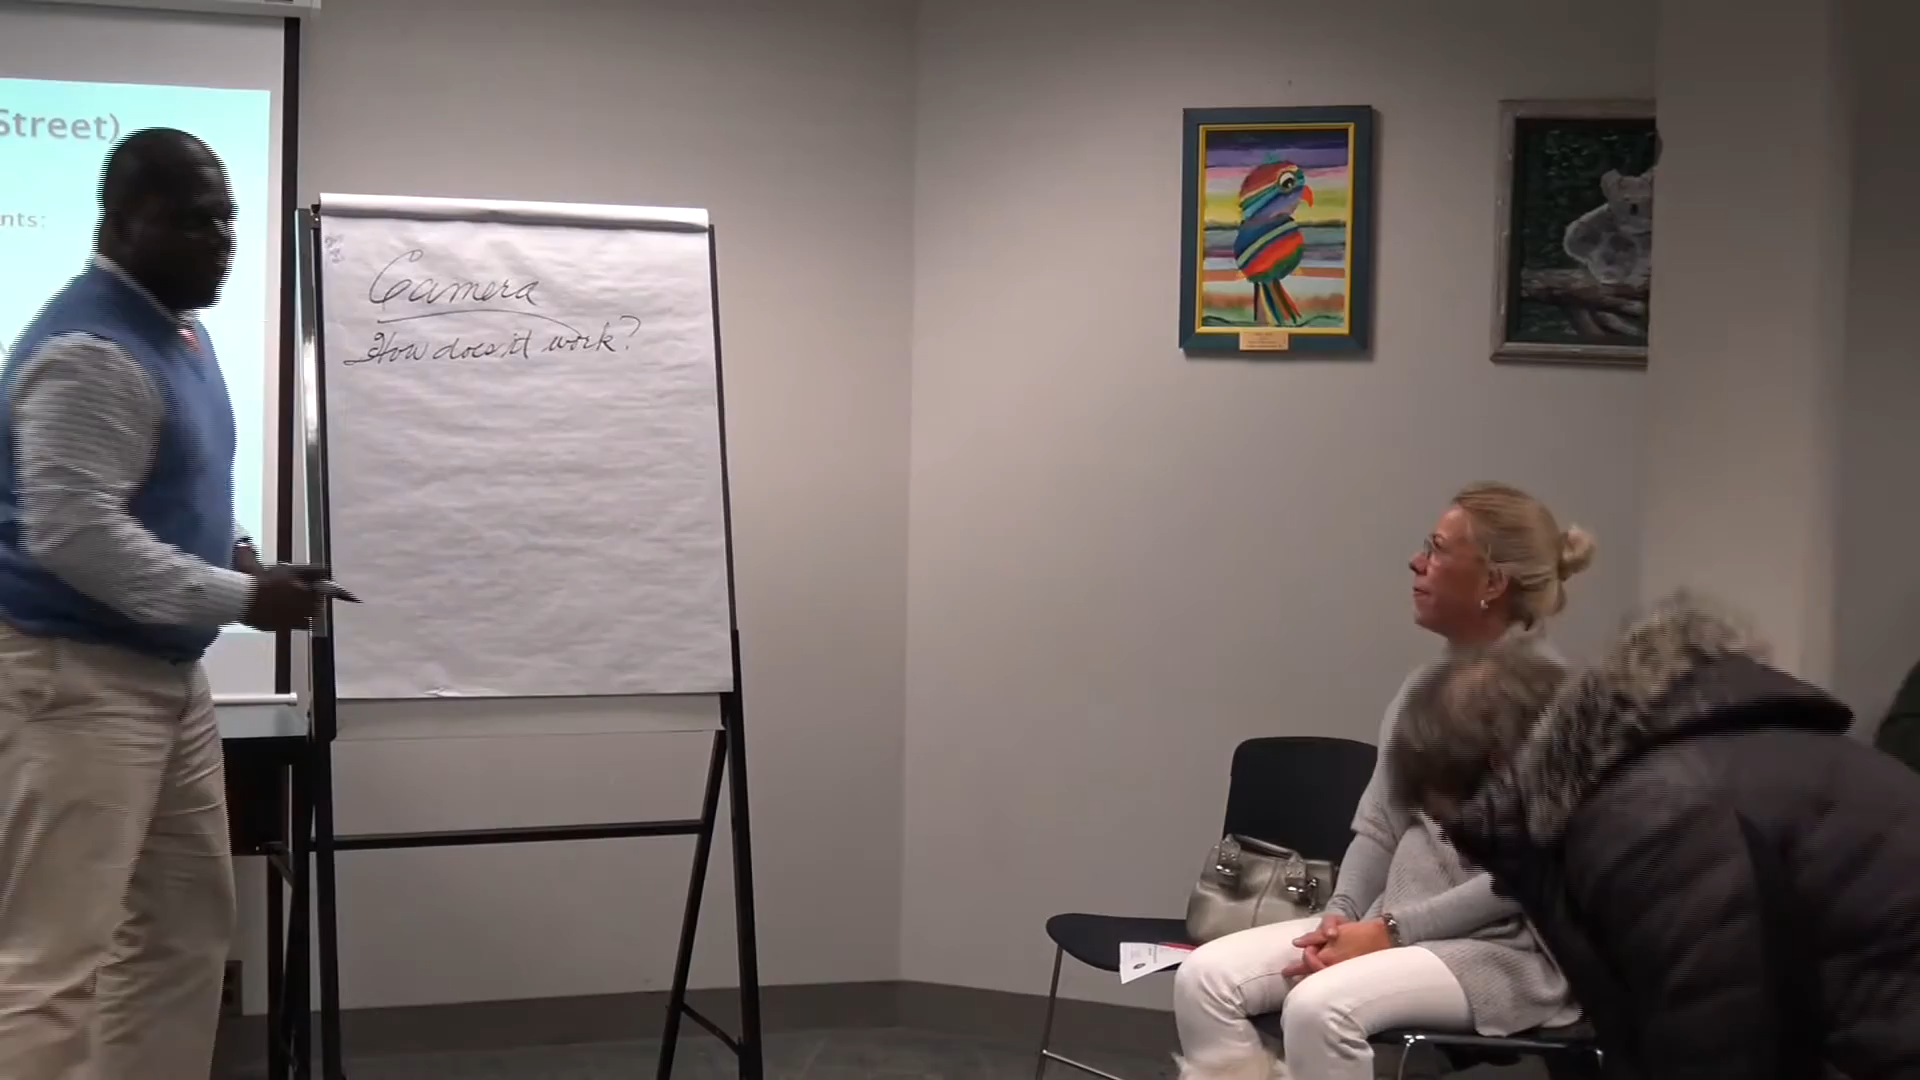 Street)
nts:
Camera
How does it work?